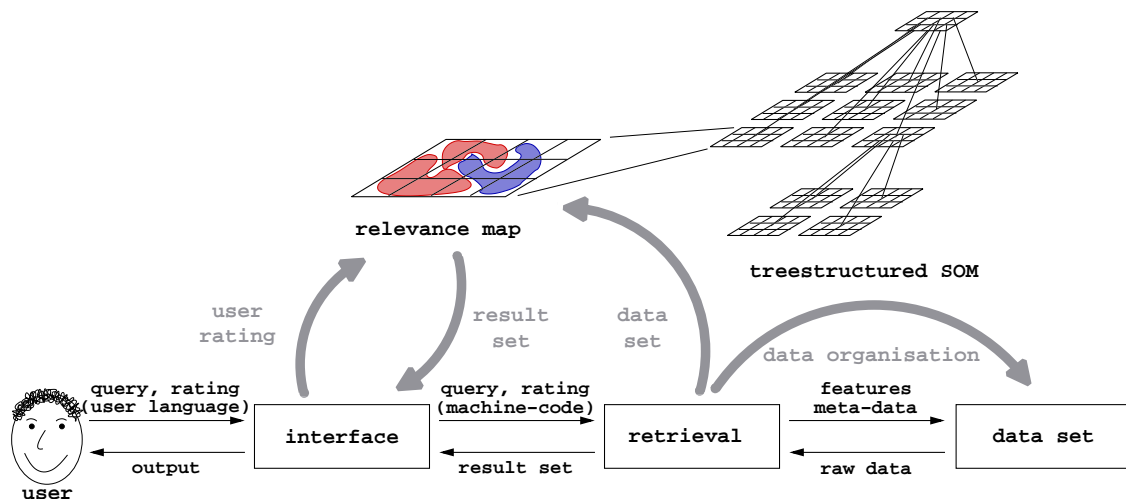 relevance map
treestructured SOM
user
rating
result
set
data
set
data organisation
query, rating
(user language)
query, rating
(machine-code)
features
meta-data
interface
retrieval
data set
output
result set
raw data
user